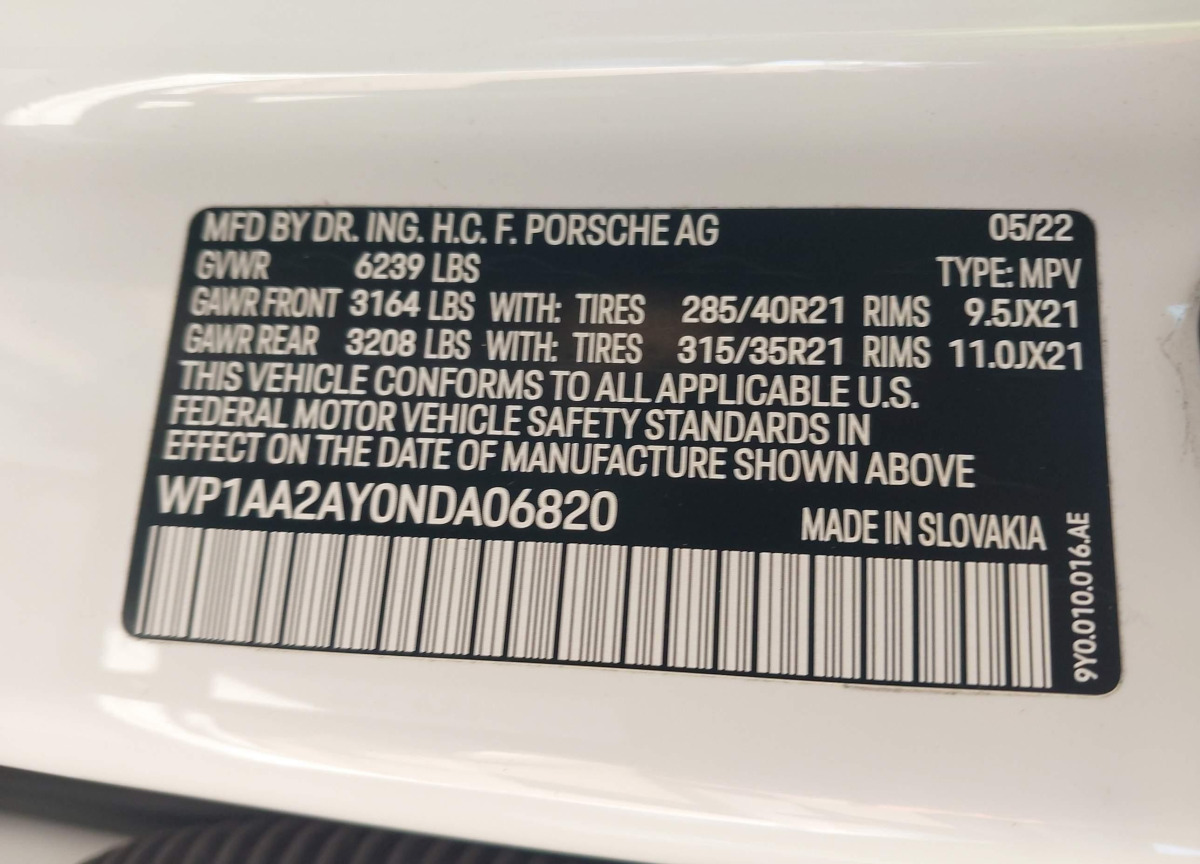 MFD BY DR. ING. H.C. F. PORSCHE AG 05/22
GVWR 6239 LBS TYPE: MPV
GAWR FRONT 3164 LBS WITH: TIRES 285/40R21 RIMS 9.5JX21
GAWR REAR 3208 LBS WITH: TIRES 315/35R21 RIMS 11.0JX21
THIS VEHICLE CONFORMS TO ALL APPLICABLE U.S.
FEDERAL MOTOR VEHICLE SAFETY STANDARDS IN
EFFECT ON THE DATE OF MANUFACTURE SHOWN ABOVE
WP1AA2AY0NDA06820 MADE IN SLOVAKIA
9Y0.010.016.AE